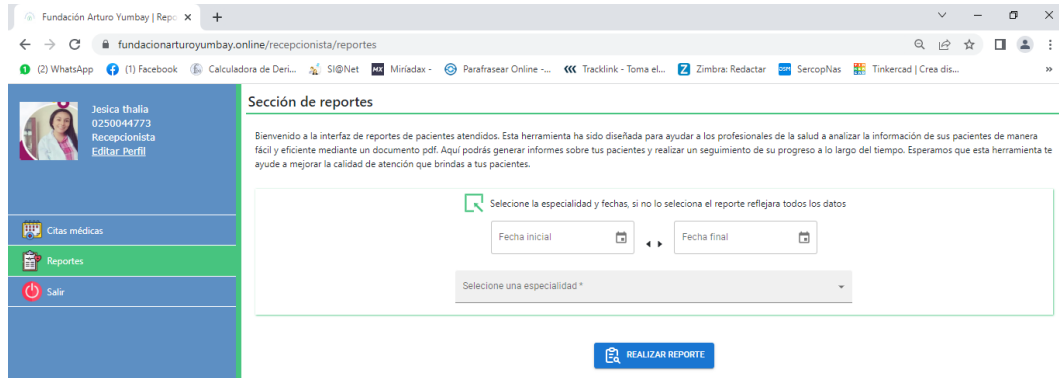 Fundación Arturo Yumbay | Repo
fundacionarturoyumbay.online/recepcionista/reportes
(2) WhatsApp (1) Facebook Calculadora de Deri... SI@Net MX Miríadax - Parafrasear Online -... Tracklink - Toma el... Z Zimbra: Redactar SercopNas Tinkercad | Crea dis... »
Jesica thalia
0250044773
Recepcionista
Editar Perfil
Citas médicas
Reportes
Salir
Sección de reportes
Bienvenido a la interfaz de reportes de pacientes atendidos. Esta herramienta ha sido diseñada para ayudar a los profesionales de la salud a analizar la información de sus pacientes de manera
fácil y eficiente mediante un documento pdf. Aquí podrás generar informes sobre tus pacientes y realizar un seguimiento de su progreso a lo largo del tiempo. Esperamos que esta herramienta te
ayude a mejorar la calidad de atención que brindas a tus pacientes.
Selecione la especialidad y fechas, si no lo seleciona el reporte reflejara todos los datos
Fecha inicial Fecha final
Selecione una especialidad *
REALIZAR REPORTE